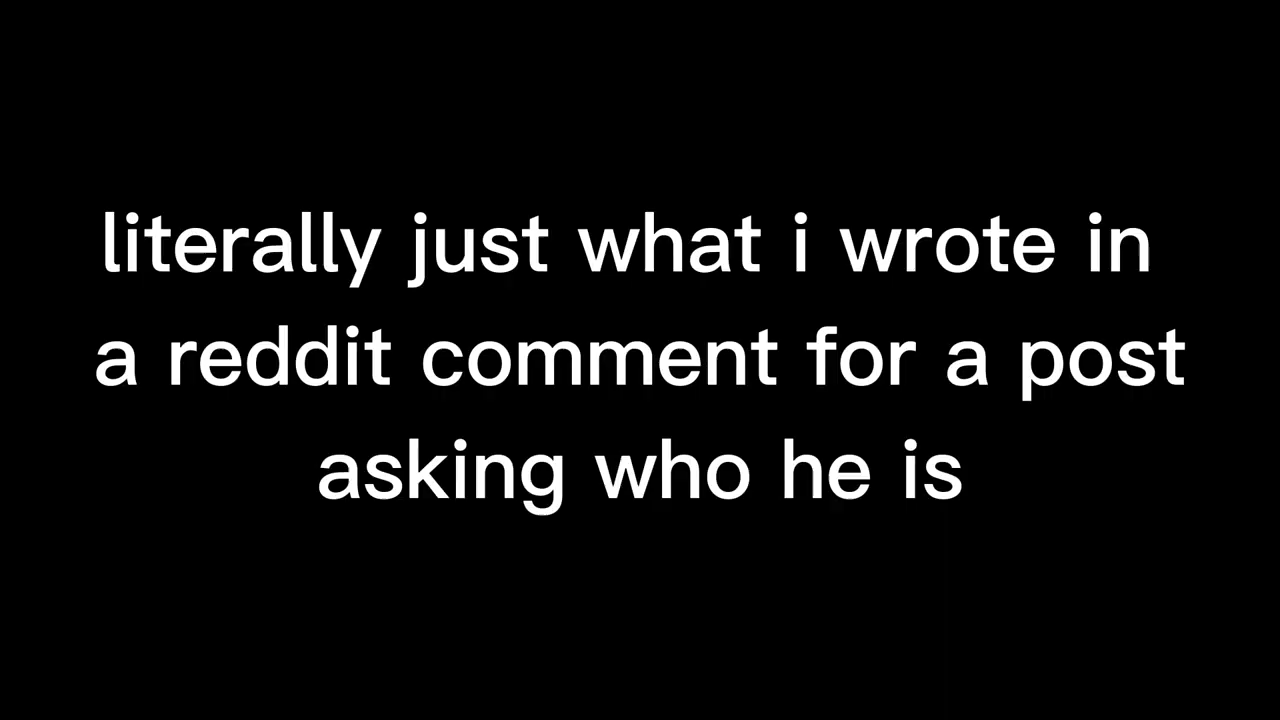 literally just what i wrote in
a reddit comment for a post
asking who he is